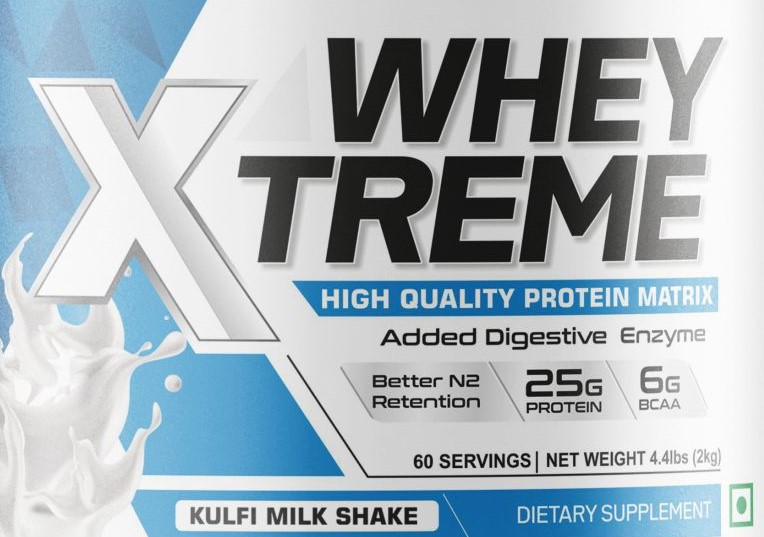 WHEY
XTREME
HIGH QUALITY PROTEIN MATRIX
Added Digestive Enzyme
Better N2
Retention
25G
PROTEIN
6G
BCAA
60 SERVINGS| NET WEIGHT 4.4lbs (2kg)
KULFI MILK SHAKE
DIETARY SUPPLEMENT